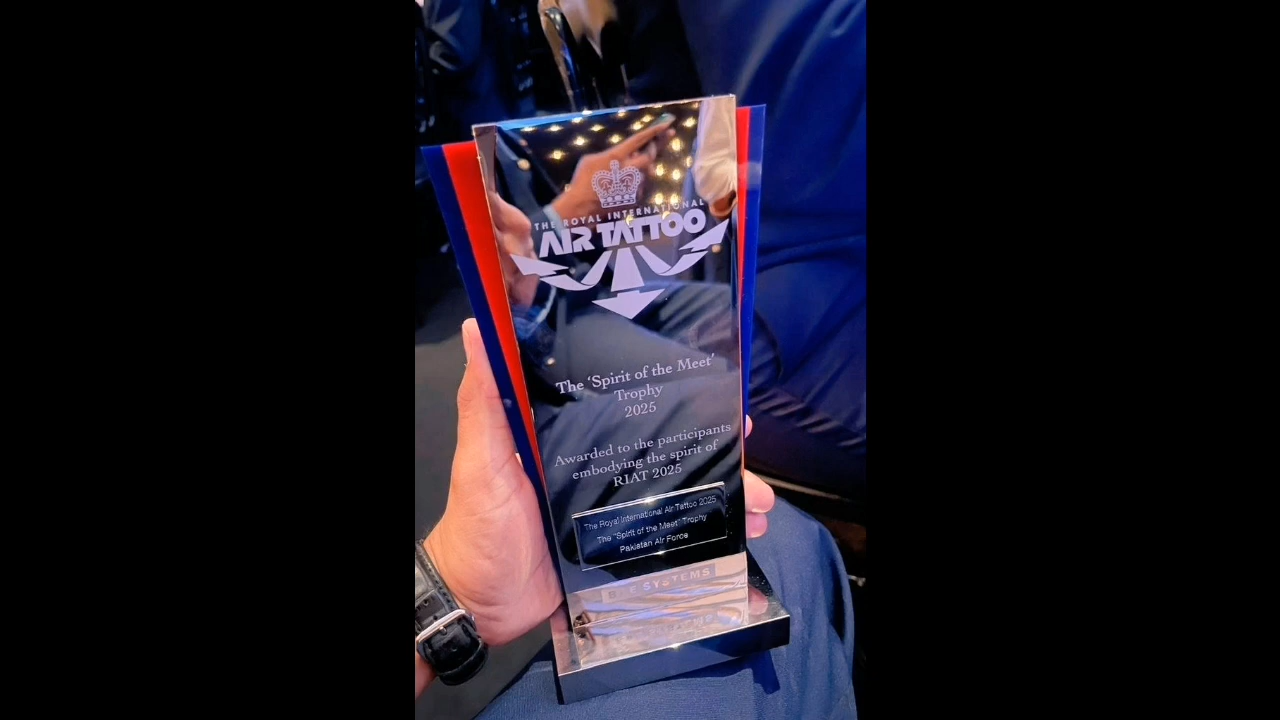 THE ROYAL INTERNATIONAL
AIR TATTOO
The ‘Spirit of the Meet’
Trophy
2025
Awarded to the participants
embodying the spirit of
RIAT 2025
The Royal International Air Tattoo 2025
The "Spirit of the Meet" Trophy
Pakistan Air Force
BAE SYSTEMS